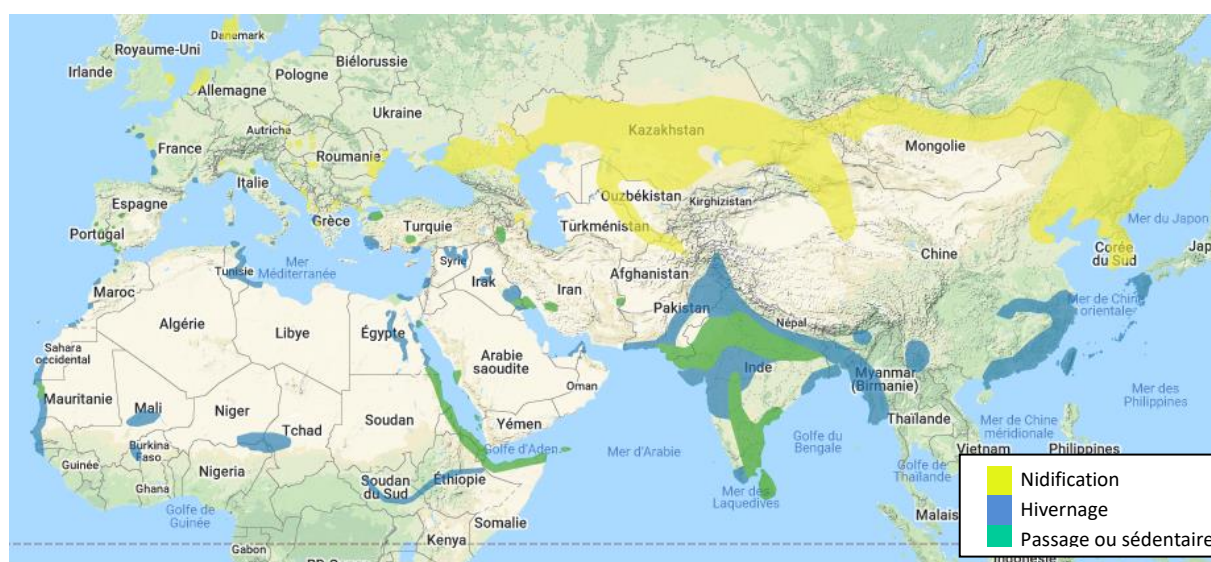 Danemark
Royaume-Uni
Irlande
Biélorussie
Pologne
Allemagne
Ukraine
Kazakhstan
Autriche
France
Mongolie
Roumanie
Italie
Ouzbékistan
Kirghizistan
Espagne
Grèce
Mer du Japon
Portugal
Turquie
Türkménistan
Chine
Corée
du Sud
Jap
Tunisie
Mer
Méditerranée
Syrie
Irak
Iran
Afghanistan
Maroc
Pakistan
Mer de Chine
orientale
Algérie
Libye
Égypte
Népal
Sahara
occidental
Arabie
saoudite
Inde
Myanmar
(Birmanie)
Oman
Mauritanie
Mali
Niger
Tchad
Soudan
Yémen
Thaïlande
Mer de Chine
méridionale
Mer des
Philippines
Burkina
Faso
Golfe d'Aden
Mer d'Arabie
Golfe du
Bengale
Vietnam
Philippines
Guinée
Nigeria
Soudan
du Sud
Éthiopie
Golfe de
Thaïlande
Ghana
Mer des
Laquedives
Golfe de
Guinée
Somalie
Malais
Gabon
Kenya
Nidification
Hivernage
Passage ou sédentaire